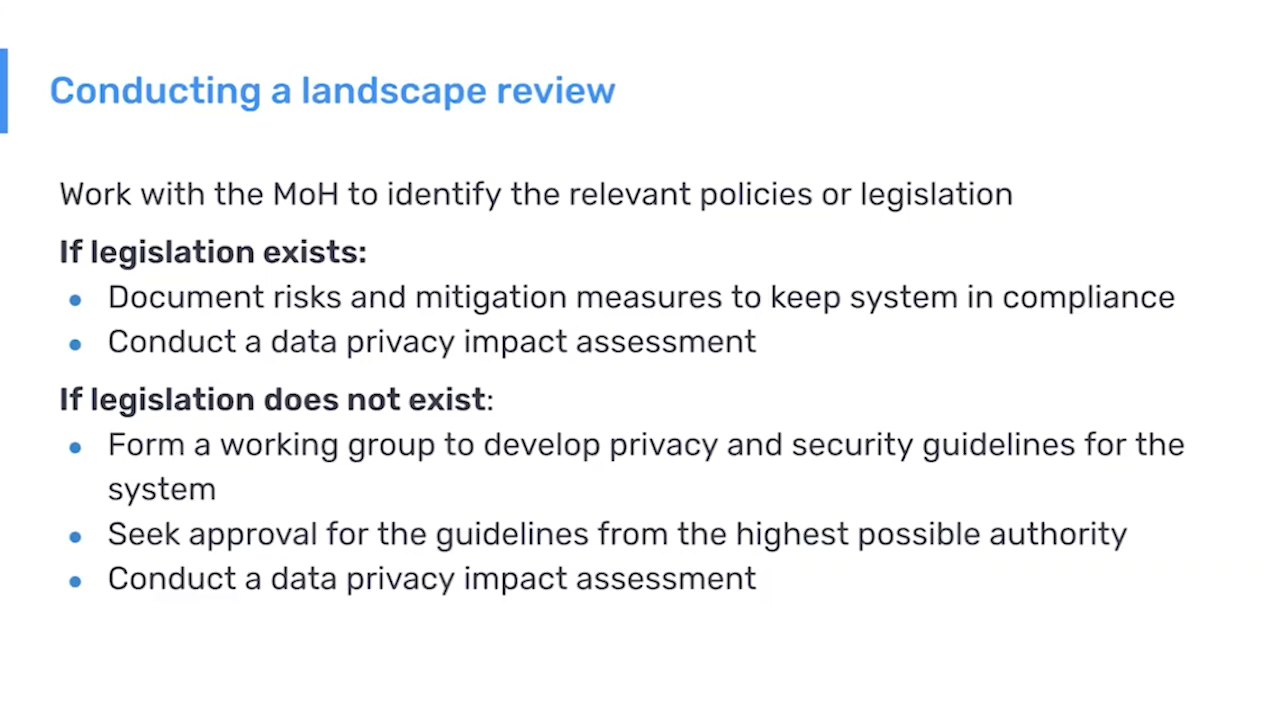 Conducting a landscape review
Work with the MoH to identify the relevant policies or legislation
If legislation exists:
● Document risks and mitigation measures to keep system in compliance
● Conduct a data privacy impact assessment
If legislation does not exist:
● Form a working group to develop privacy and security guidelines for the
system
● Seek approval for the guidelines from the highest possible authority
● Conduct a data privacy impact assessment